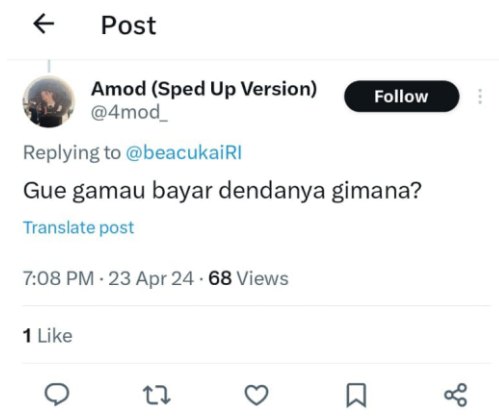 Post
Amod (Sped Up Version)
Follow
@4mod_
Replying to @beacukaiRI
Gue gamau bayar dendanya gimana?
Translate post
7:08 PM · 23 Apr 24 · 68 Views
1 Like